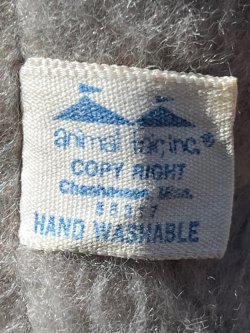 animal fair, inc.®
COPY RIGHT
Chanhassen, Minn.
55317
HAND WASHABLE